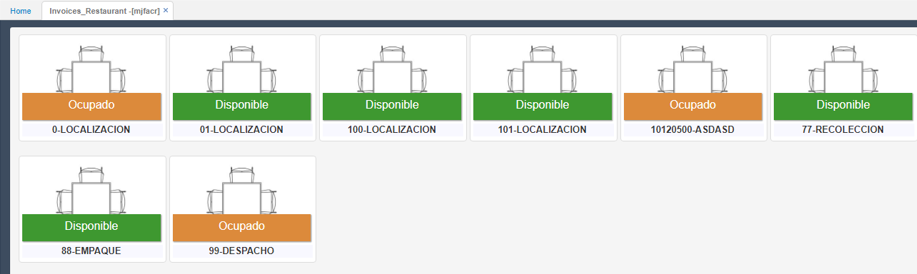 Home
Invoices_Restaurant -[mjfacr] ×
Ocupado
0-LOCALIZACION
Disponible
01-LOCALIZACION
Disponible
100-LOCALIZACION
Disponible
101-LOCALIZACION
Ocupado
10120500-ASDASD
Disponible
77-RECOLECCION
Disponible
88-EMPAQUE
Ocupado
99-DESPACHO